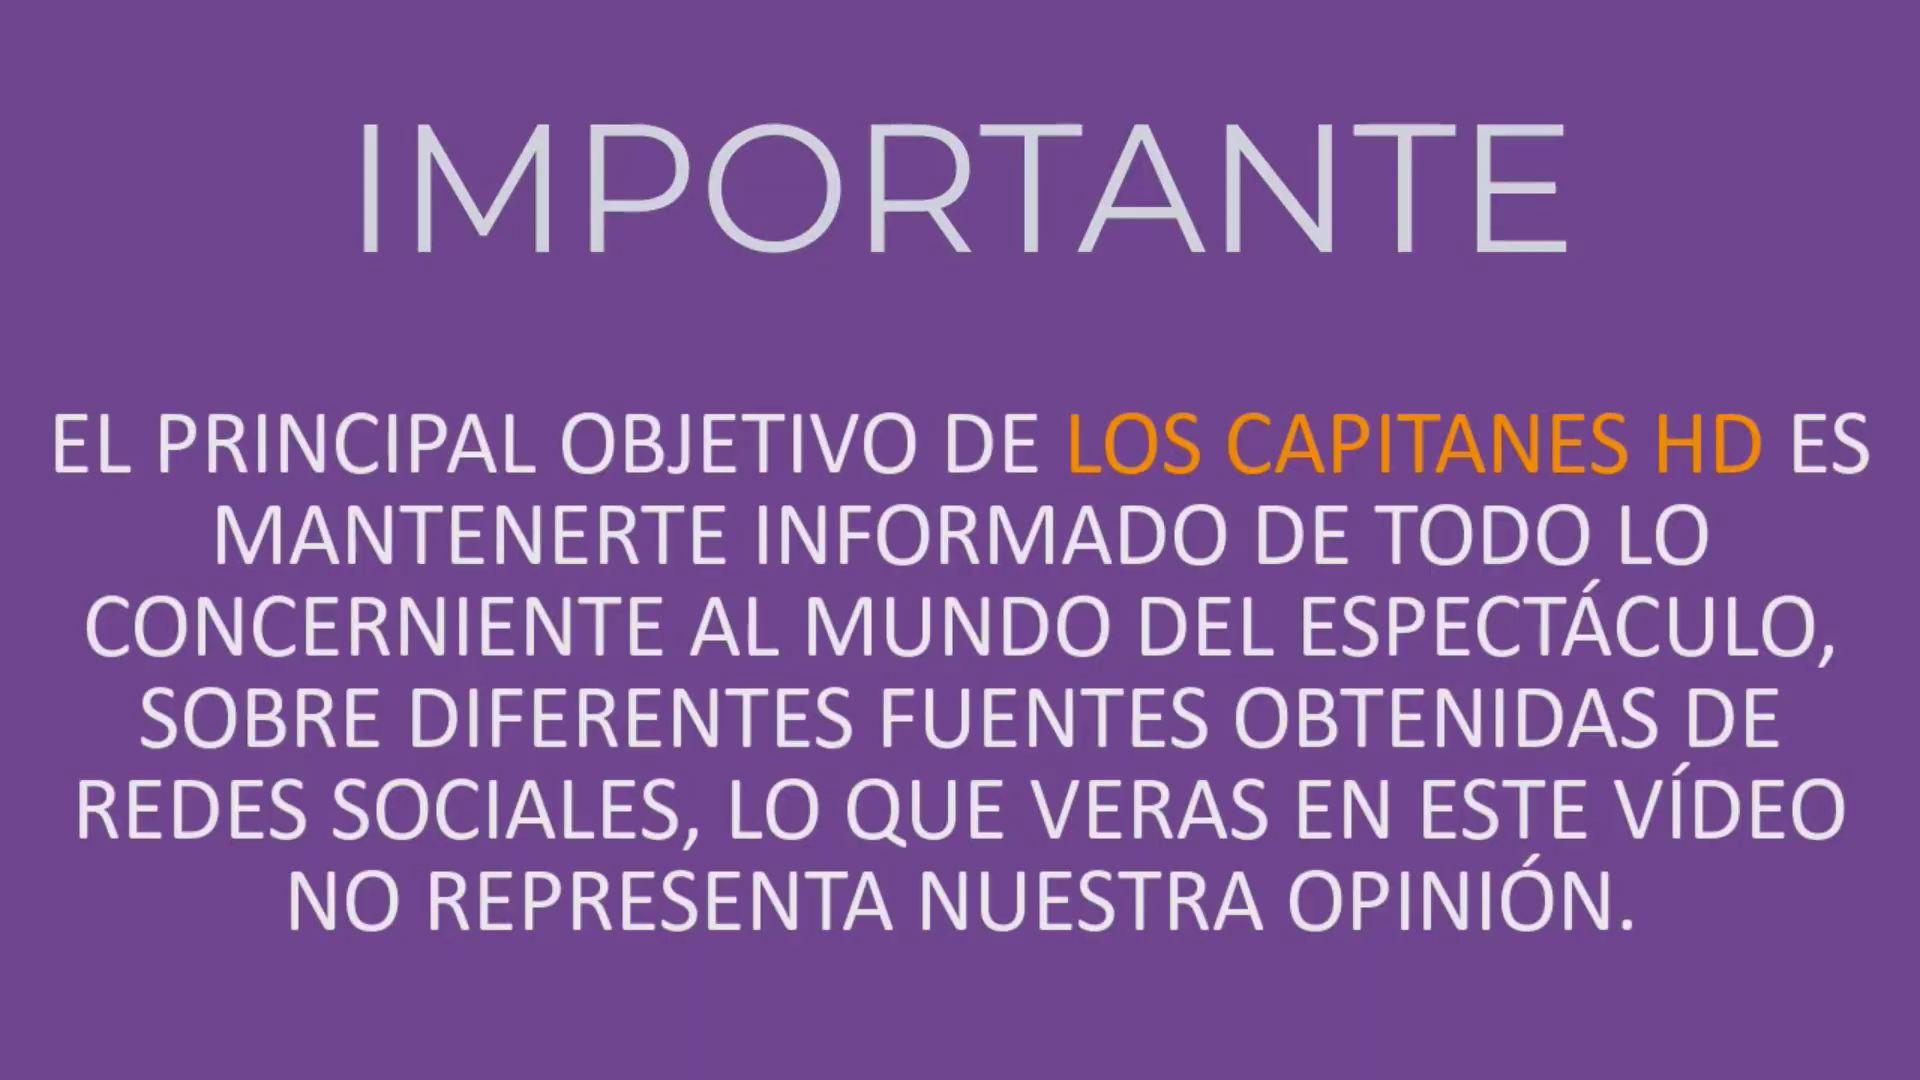 IMPORTANTE
EL PRINCIPAL OBJETIVO DE LOS CAPITANES HD ES
MANTENERTE INFORMADO DE TODO LO
CONCERNIENTE AL MUNDO DEL ESPECTÁCULO,
SOBRE DIFERENTES FUENTES OBTENIDAS DE
REDES SOCIALES, LO QUE VERAS EN ESTE VÍDEO
NO REPRESENTA NUESTRA OPINIÓN.